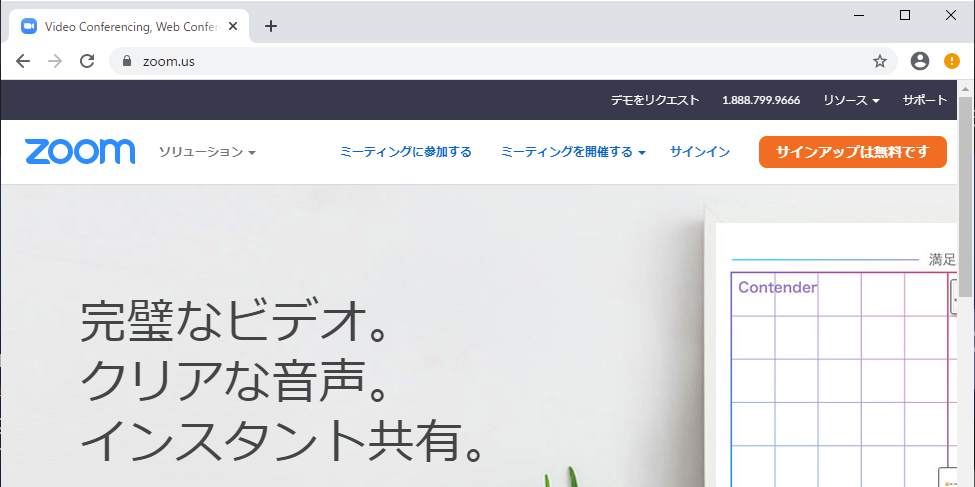 Video Conferencing, Web Confer
zoom.us
デモをリクエスト 1.888.799.9666 リソース サポート
zoom ソリューション ミーティングに参加する ミーティングを開催する サインイン サインアップは無料です
満足
Contender
完璧なビデオ。
クリアな音声。
インスタント共有。